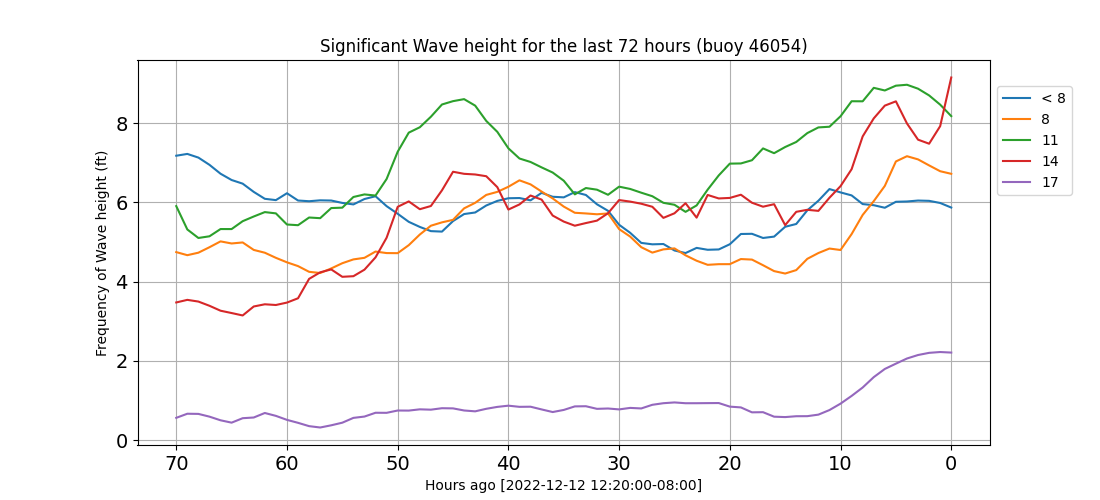 Significant Wave height for the last 72 hours (buoy 46054)
Frequency of Wave height (ft)
8
6
4
2
0
70 60 50 40 30 20 10 0
Hours ago [2022-12-12 12:20:00-08:00]
< 8
8
11
14
17